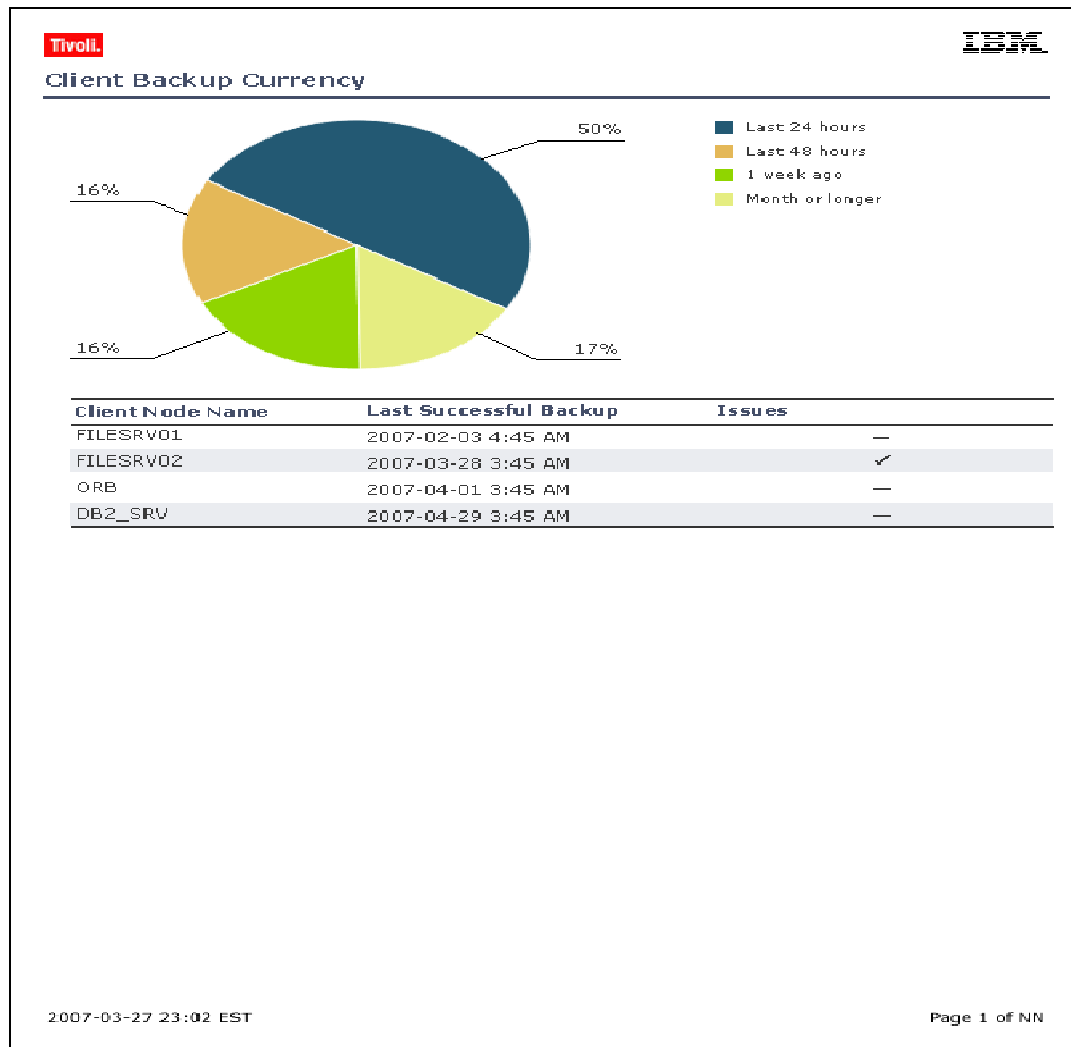 Tivoli.
IBM
Client Backup Currency
50%
16%
16%
17%
Last 24 hours
Last 48 hours
1 week ago
Month or longer
Client Node Name Last Successful Backup Issues
FILESRV01 2007-02-03 4:45 AM —
FILESRV02 2007-03-28 3:45 AM ✓
ORB 2007-04-01 3:45 AM —
DB2_SRV 2007-04-29 3:45 AM —
2007-03-27 23:02 EST Page 1 of NN